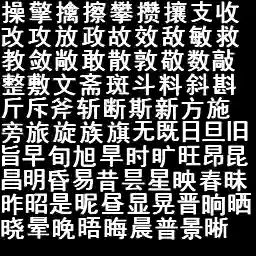 操擎擒擦攀攒攘支收
改攻放政故效敌敏救
教敛敞敢散敦敬数敲
整敷文斋斑斗料斜斟
斤斥斧斩断斯新方施
旁旅旋族旗无既日旦旧
旨早旬旭旱时旷旺昂昆
昌明昏易昔昙星映春昧
昨昭是昵昼显晃晋晌晒
晓晕晚晤晦晨普景晰